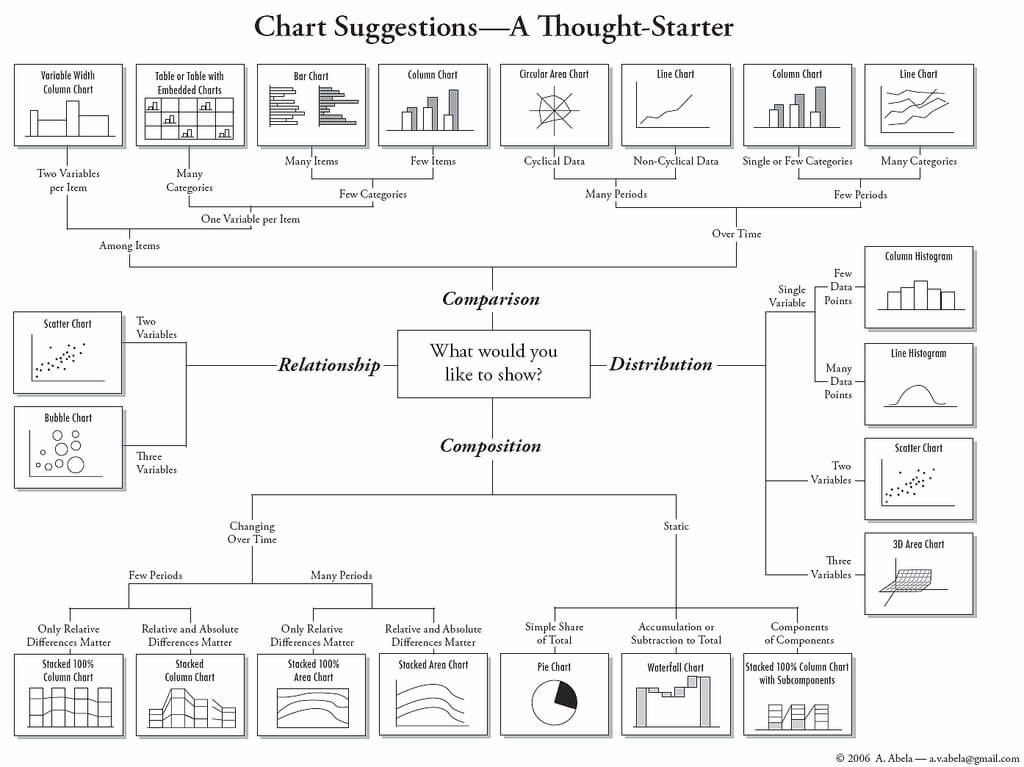 Chart Suggestions—A Thought-Starter
Variable Width
Column Chart
Table or Table with
Embedded Charts
Bar Chart
Column Chart
Circular Area Chart
Line Chart
Column Chart
Line Chart
Many Items
Few Items
Cyclical Data
Non-Cyclical Data
Single or Few Categories
Many Categories
Two Variables
per Item
Many
Categories
Few Categories
Many Periods
Few Periods
One Variable per Item
Among Items
Over Time
Comparison
What would you
like to show?
Relationship
Two
Variables
Scatter Chart
Three
Variables
Bubble Chart
Distribution
Single
Variable
Few
Data
Points
Column Histogram
Many
Data
Points
Line Histogram
Two
Variables
Scatter Chart
Three
Variables
3D Area Chart
Composition
Changing
Over Time
Static
Few Periods
Many Periods
Only Relative
Differences Matter
Relative and Absolute
Differences Matter
Only Relative
Differences Matter
Relative and Absolute
Differences Matter
Simple Share
of Total
Accumulation or
Subtraction to Total
Components
of Components
Stacked 100%
Column Chart
Stacked
Column Chart
Stacked 100%
Area Chart
Stacked Area Chart
Pie Chart
Waterfall Chart
Stacked 100% Column Chart
with Subcomponents
© 2006 A. Abela — a.v.abela@gmail.com